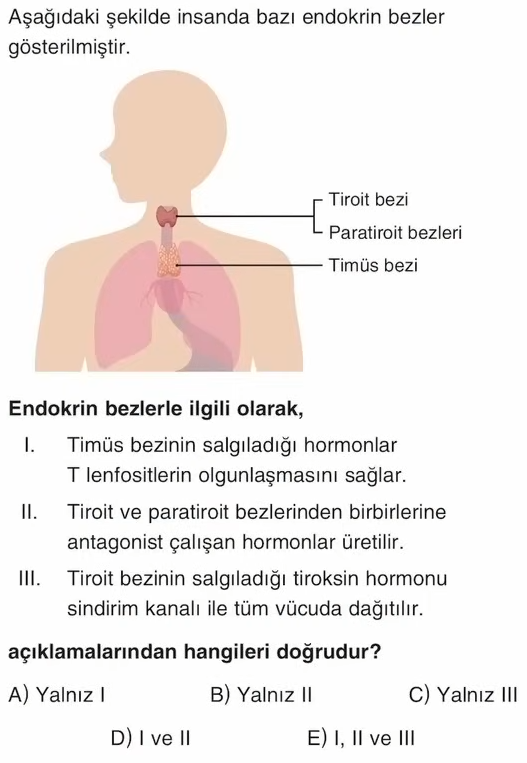 Aşağıdaki şekilde insanda bazı endokrin bezler
gösterilmiştir.
Tiroit bezi
Paratiroit bezleri
Timüs bezi
Endokrin bezlerle ilgili olarak,
I. Timüs bezinin salgıladığı hormonlar
T lenfositlerin olgunlaşmasını sağlar.
II. Tiroit ve paratiroit bezlerinden birbirlerine
antagonist çalışan hormonlar üretilir.
III. Tiroit bezinin salgıladığı tiroksin hormonu
sindirim kanalı ile tüm vücuda dağıtılır.
açıklamalarından hangileri doğrudur?
A) Yalnız I B) Yalnız II C) Yalnız III
D) I ve II E) I, II ve III